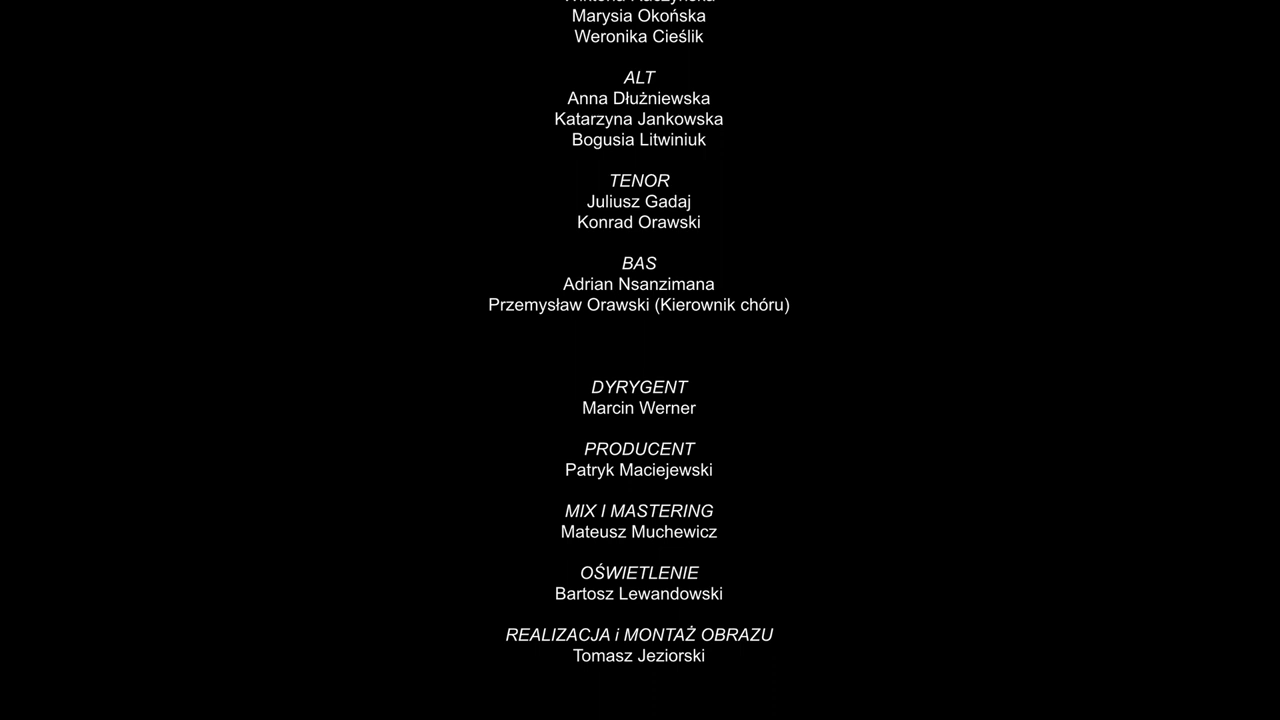 Marysia Okońska
Weronika Cieślik
ALT
Anna Dłużniewska
Katarzyna Jankowska
Bogusia Litwiniuk
TENOR
Juliusz Gadaj
Konrad Orawski
BAS
Adrian Nsanzimana
Przemysław Orawski (Kierownik chóru)
DYRYGENT
Marcin Werner
PRODUCENT
Patryk Maciejewski
MIX I MASTERING
Mateusz Muchewicz
OŚWIETLENIE
Bartosz Lewandowski
REALIZACJA i MONTAŻ OBRAZU
Tomasz Jeziorski